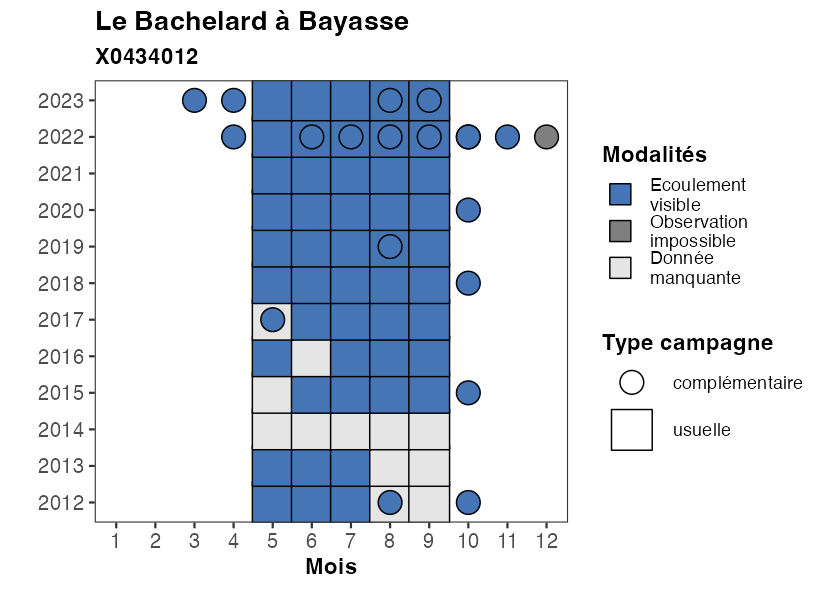 Le Bachelard à Bayasse
X0434012
2023
2022
2021
2020
2019
2018
2017
2016
2015
2014
2013
2012
1 2 3 4 5 6 7 8 9 10 11 12
Mois
Modalités
Ecoulement
visible
Observation
impossible
Donnée
manquante
Type campagne
complémentaire
usuelle